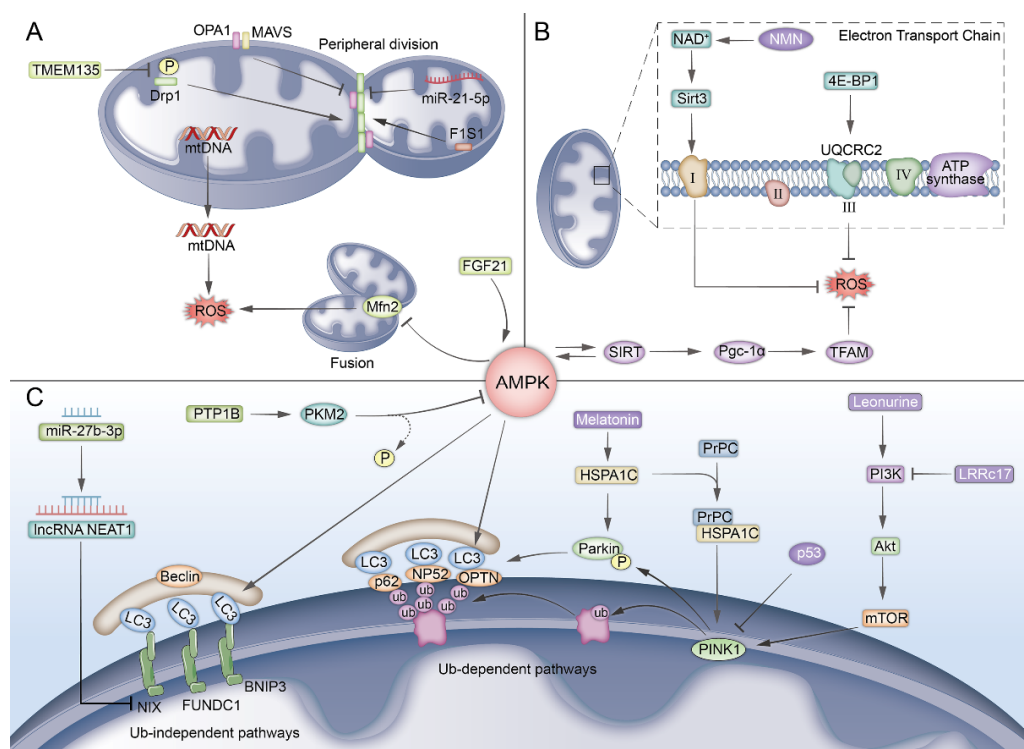 A
OPA1
MAVS
Peripheral division
TMEM135
P
Drp1
miR-21-5p
F1S1
mtDNA
mtDNA
ROS
Mfn2
Fusion
FGF21
AMPK
B
NAD+
NMN
Electron Transport Chain
Sirt3
4E-BP1
UQCRC2
I
II
III
IV
ATP
synthase
ROS
SIRT
Pgc-1α
TFAM
C
miR-27b-3p
lncRNA NEAT1
PTP1B
PKM2
P
Beclin
LC3
LC3
LC3
NIX
FUNDC1
BNIP3
Ub-independent pathways
LC3
LC3
LC3
p62
NP52
OPTN
ub
ub
ub
ub
ub
ub
Ub-dependent pathways
Melatonin
HSPA1C
PrPC
PrPC
HSPA1C
Parkin
P
p53
PINK1
Leonurine
PI3K
LRRc17
Akt
mTOR